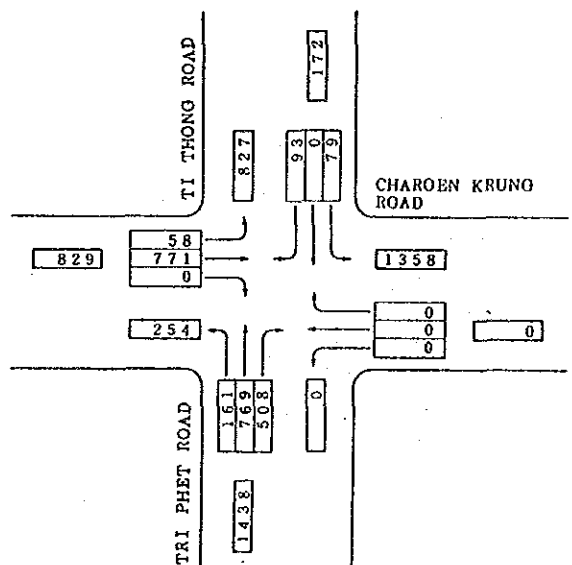 TI THONG ROAD
172
827
93 0 79
CHAROEN KRUNG
ROAD
829
58
771
0
1358
254
0
0
0
0
161 769 508
0
TRI PHET ROAD
1438